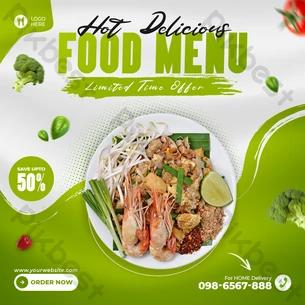 LOGO
HERE
Hot Delicious
FOOD MENU
Limited Time Offer
SAVE UPTO
50%
www.yourwebsite.com
ORDER NOW
For HOME Delivery
098-6567-888